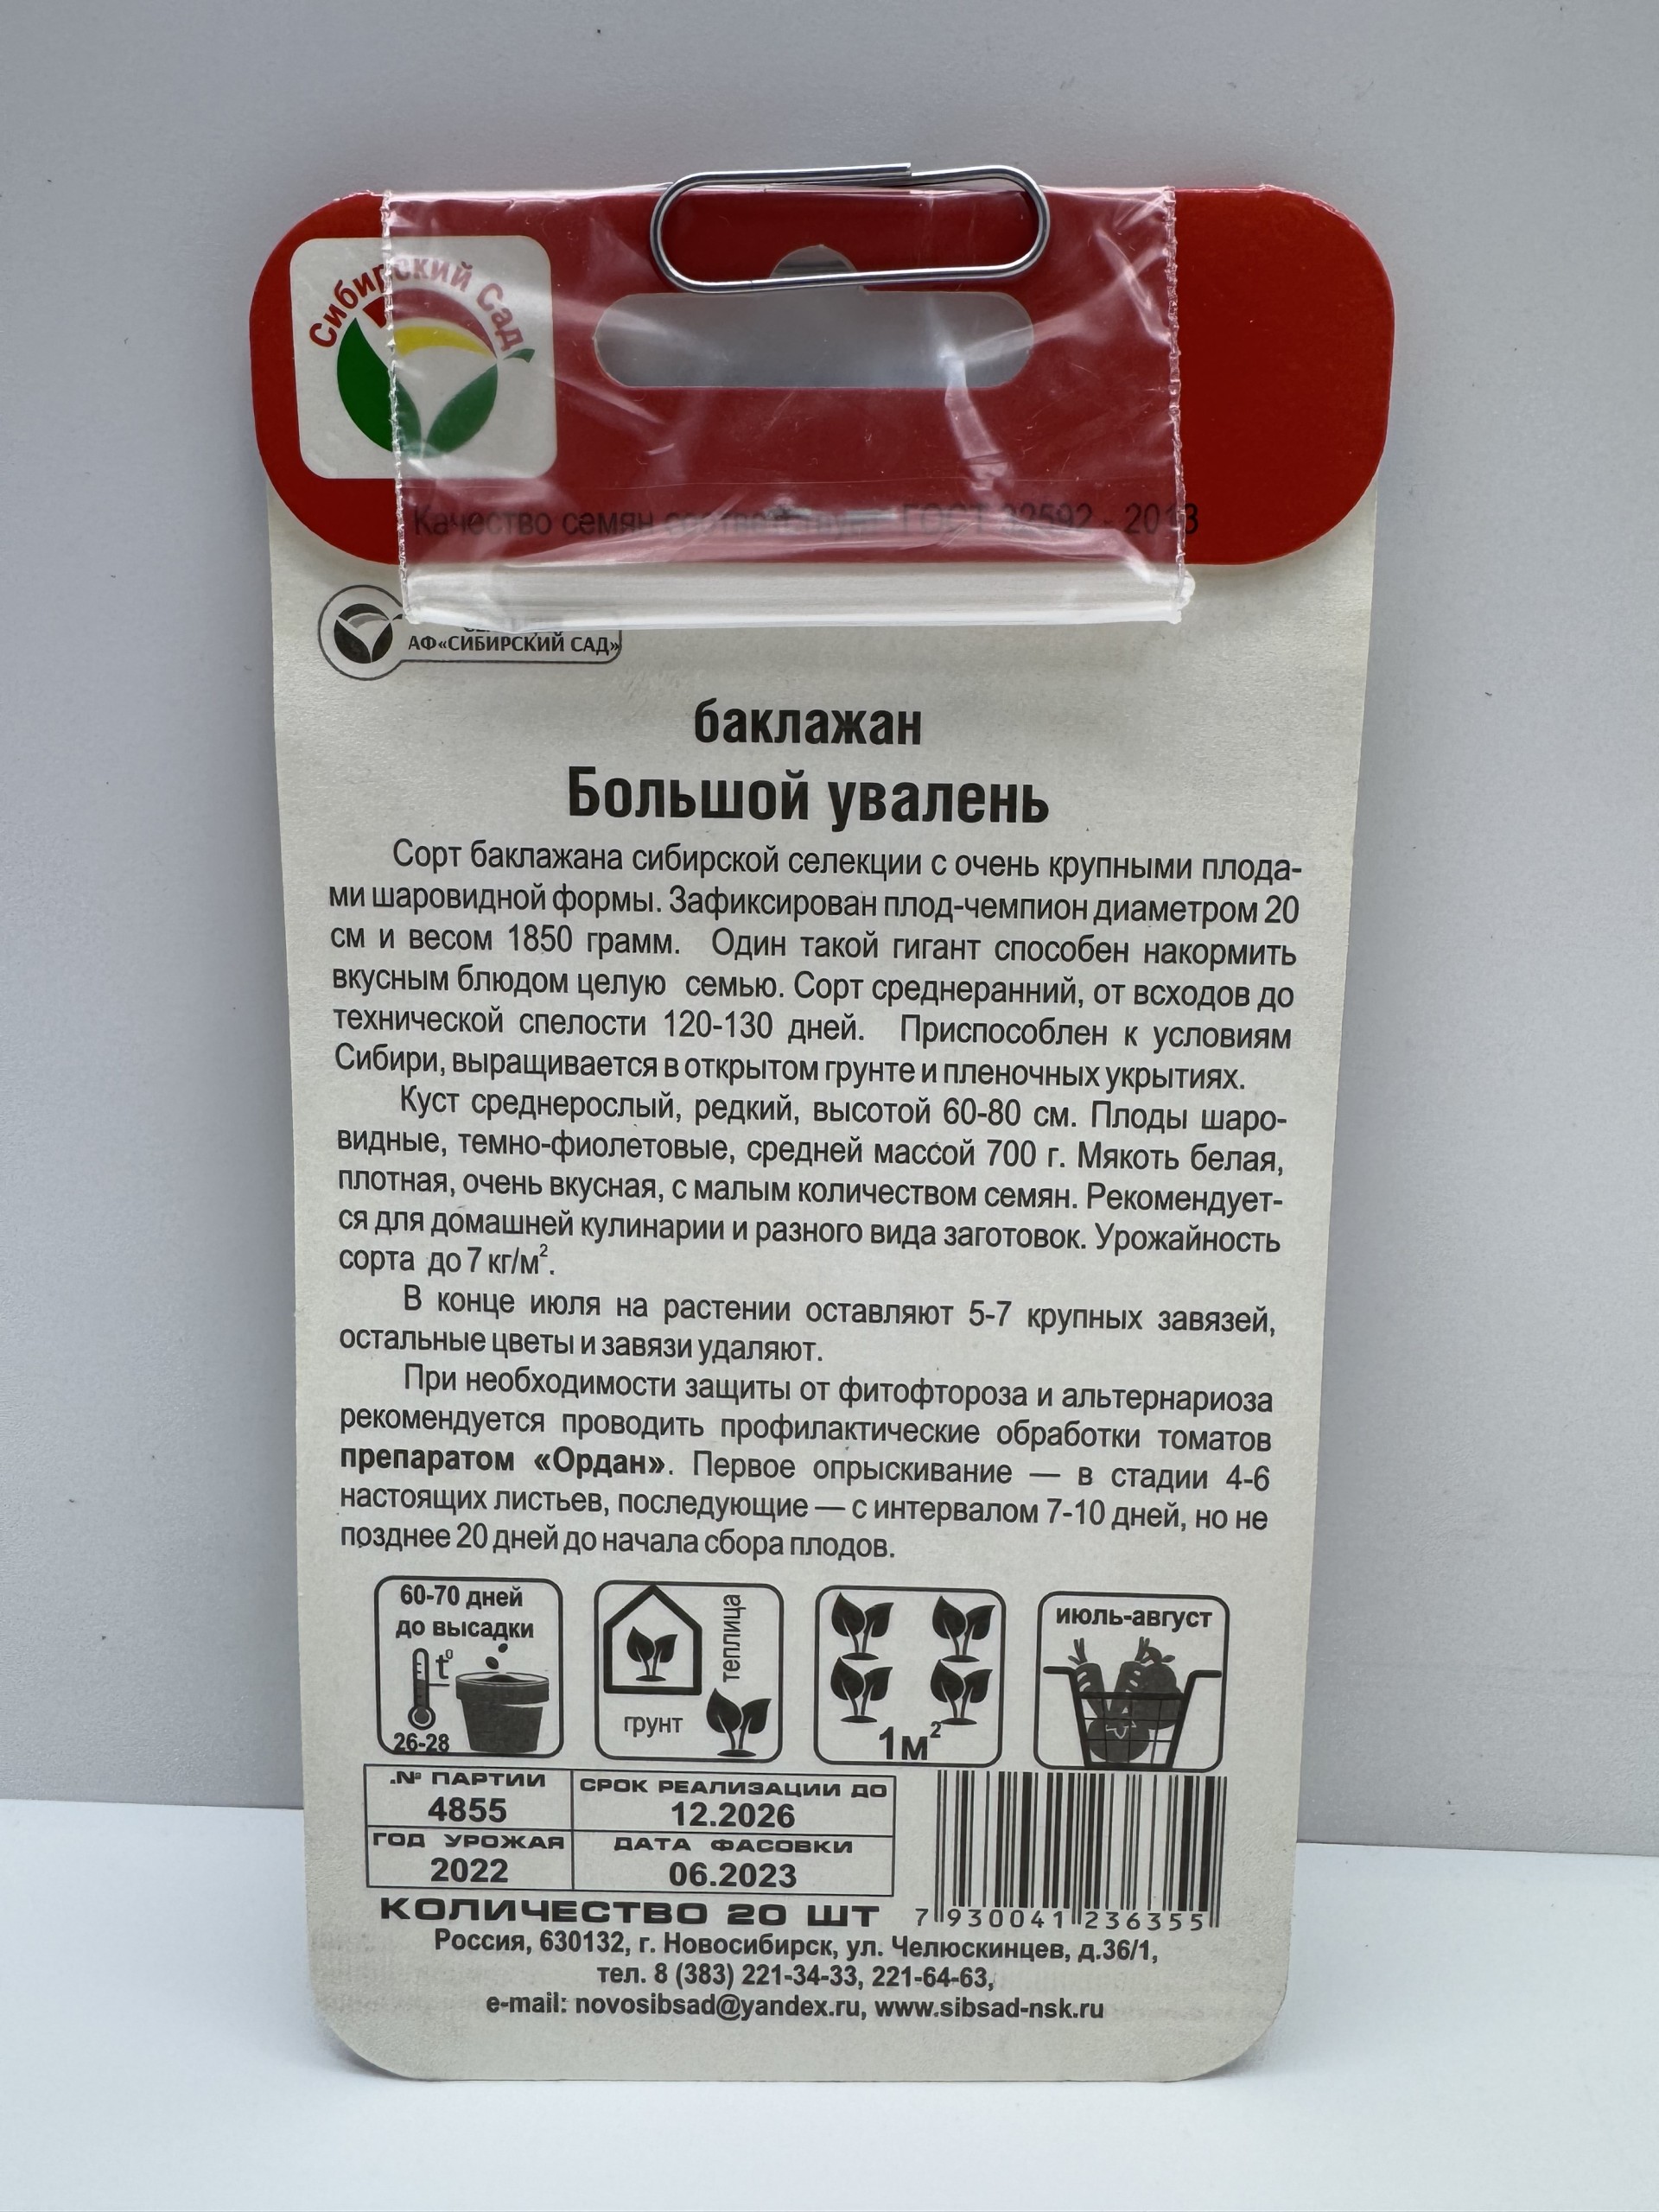 Сибирский Сад
Качество семян соответствует ГОСТ 32592 - 2013
АФ«СИБИРСКИЙ САД»
баклажан
Большой увалень
Сорт баклажана сибирской селекции с очень крупными плода-
ми шаровидной формы. Зафиксирован плод-чемпион диаметром 20
см и весом 1850 грамм. Один такой гигант способен накормить
вкусным блюдом целую семью. Сорт среднеранний, от всходов до
технической спелости 120-130 дней. Приспособлен к условиям
Сибири, выращивается в открытом грунте и пленочных укрытиях.
Куст среднерослый, редкий, высотой 60-80 см. Плоды шаро-
видные, темно-фиолетовые, средней массой 700 г. Мякоть белая,
плотная, очень вкусная, с малым количеством семян. Рекомендует-
ся для домашней кулинарии и разного вида заготовок. Урожайность
сорта до 7 кг/м².
В конце июля на растении оставляют 5-7 крупных завязей,
остальные цветы и завязи удаляют.
При необходимости защиты от фитофтороза и альтернариоза
рекомендуется проводить профилактические обработки томатов
препаратом «Ордан». Первое опрыскивание — в стадии 4-6
настоящих листьев, последующие — с интервалом 7-10 дней, но не
позднее 20 дней до начала сбора плодов.
60-70 дней
до высадки
t°
26-28
теплица
грунт
1м²
июль-август
.№ ПАРТИИ
4855
СРОК РЕАЛИЗАЦИИ ДО
12.2026
ГОД УРОЖАЯ
2022
ДАТА ФАСОВКИ
06.2023
КОЛИЧЕСТВО 20 ШТ
7 930041 236355
Россия, 630132, г. Новосибирск, ул. Челюскинцев, д.36/1,
тел. 8 (383) 221-34-33, 221-64-63,
e-mail: novosibsad@yandex.ru, www.sibsad-nsk.ru